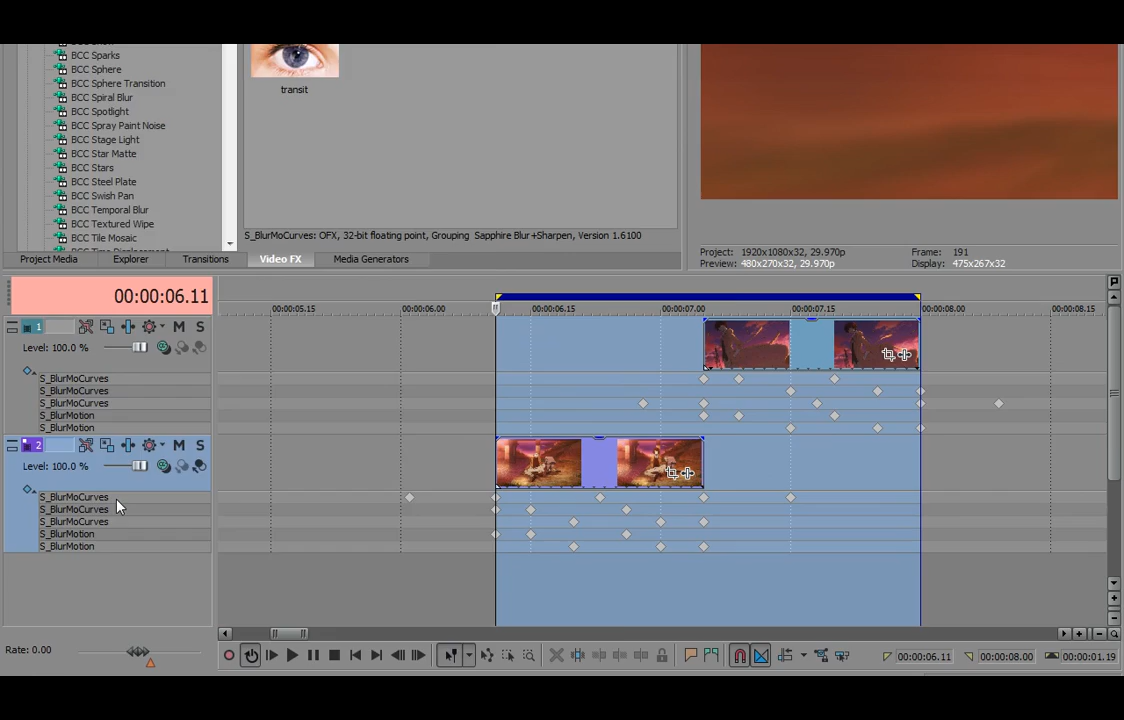 BCC Sparks
BCC Sphere
BCC Sphere Transition
BCC Spiral Blur
BCC Spotlight
BCC Spray Paint Noise
BCC Stage Light
BCC Star Matte
BCC Stars
BCC Steel Plate
BCC Swish Pan
BCC Temporal Blur
BCC Textured Wipe
BCC Tile Mosaic
transit
S_BlurMoCurves: OFX, 32-bit floating point, Grouping Sapphire Blur+Sharpen, Version 1.6100
Project: 1920x1080x32, 29.970p
Preview: 480x270x32, 29.970p
Frame: 191
Display: 475x267x32
Project Media Explorer Transitions Video FX Media Generators
00:00:06.11
00:00:05.15 00:00:06.00 00:00:06.15 00:00:07.00 00:00:07.15 00:00:08.00 00:00:08.15
1 M S
Level: 100.0 %
S_BlurMoCurves
S_BlurMoCurves
S_BlurMoCurves
S_BlurMotion
S_BlurMotion
2 M S
Level: 100.0 %
S_BlurMoCurves
S_BlurMoCurves
S_BlurMoCurves
S_BlurMotion
S_BlurMotion
Rate: 0.00
00:00:06.11 00:00:08.00 00:00:01.19